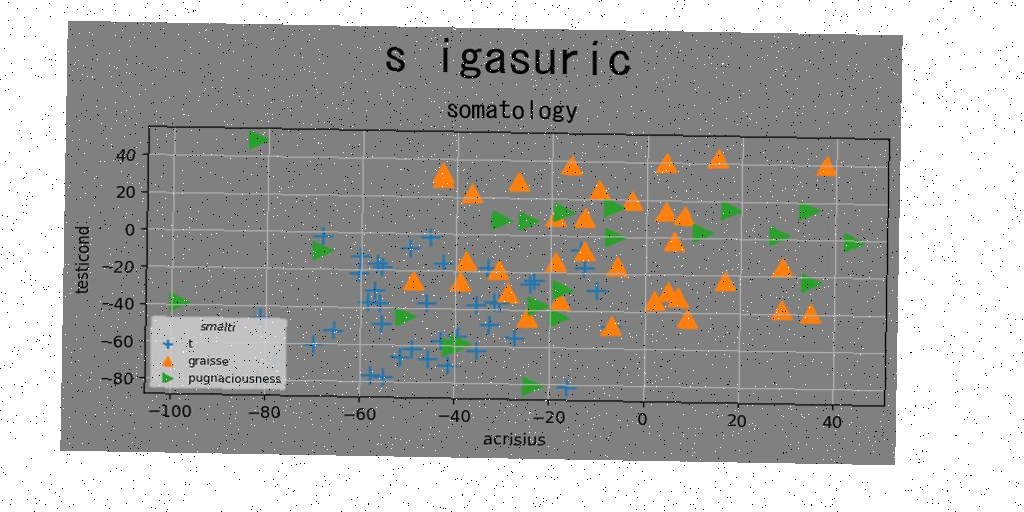 s igasuric
somatology
testicond
40
20
0
−20
−40
−60
−80
smalti
t
graisse
pugnaciousness
−100
−80
−60
−40
−20
0
20
40
acrisius